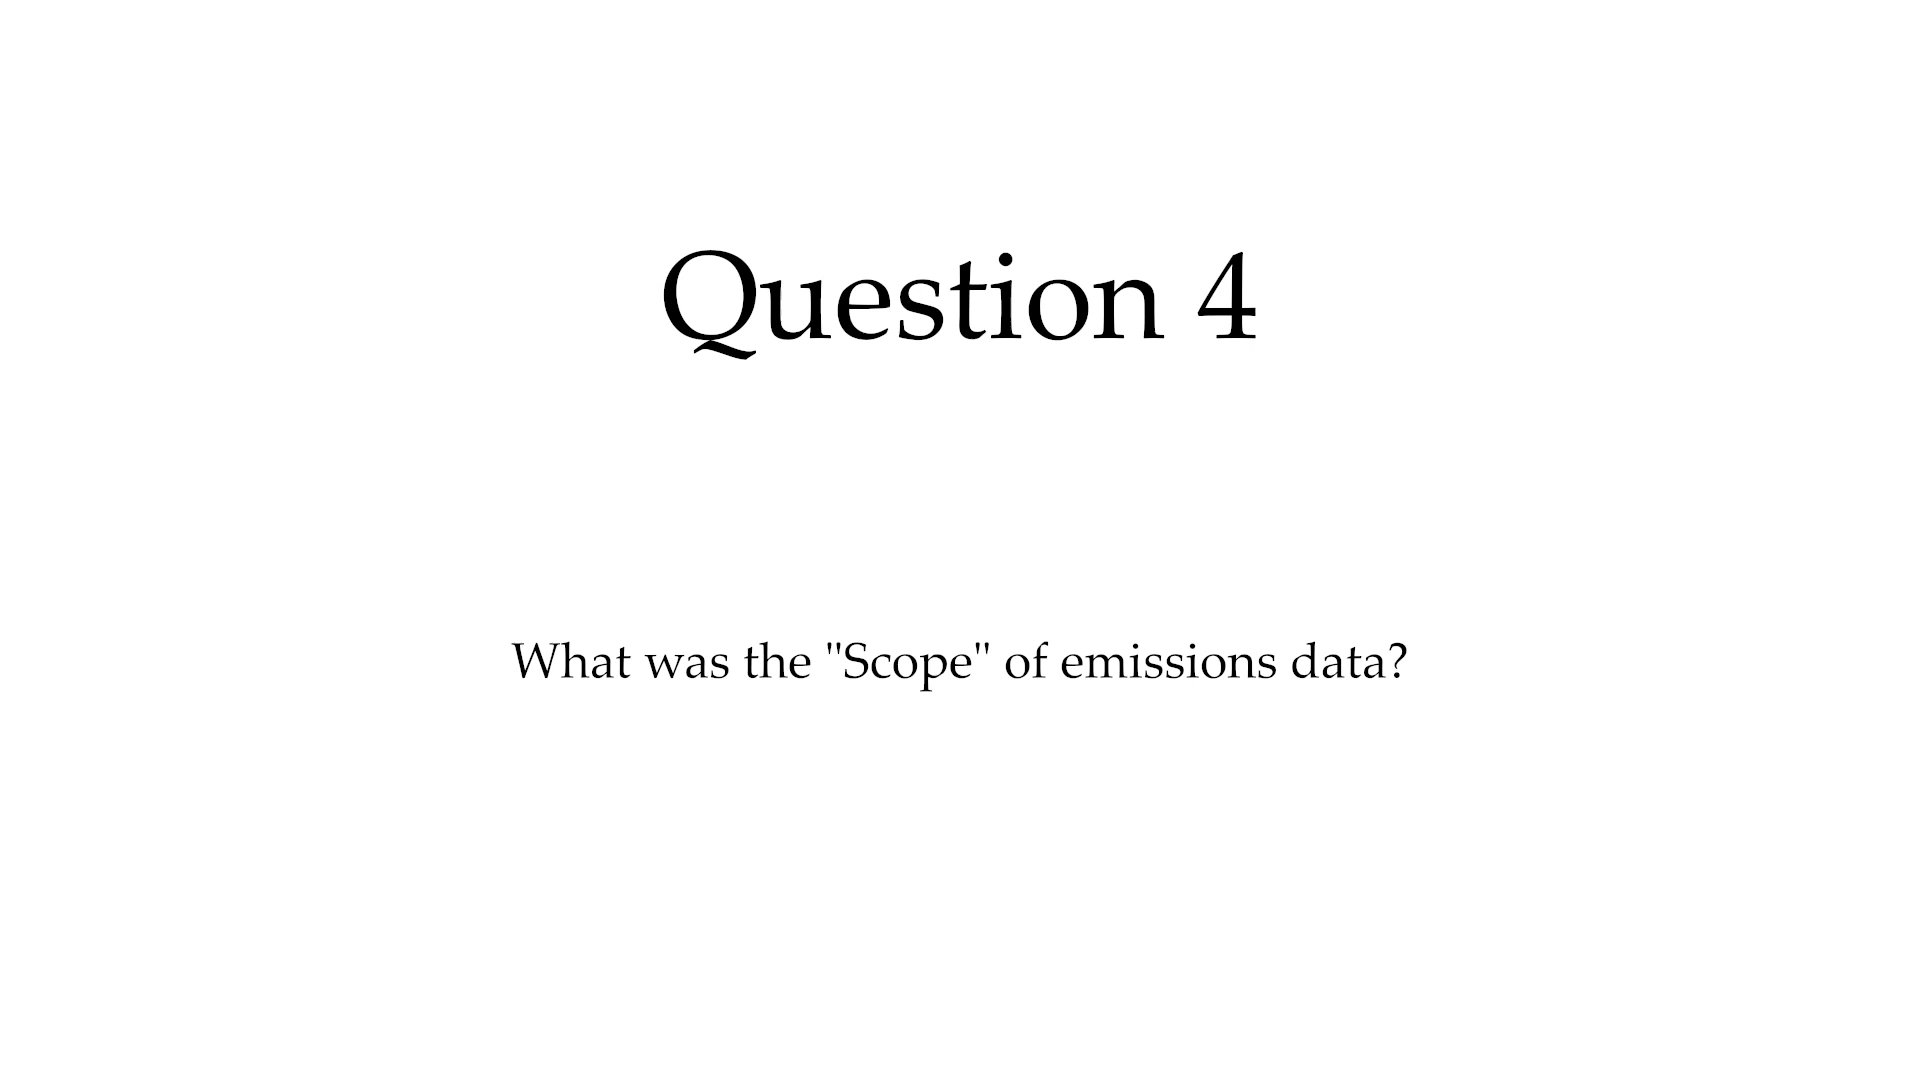 Question 4
What was the "Scope" of emissions data?